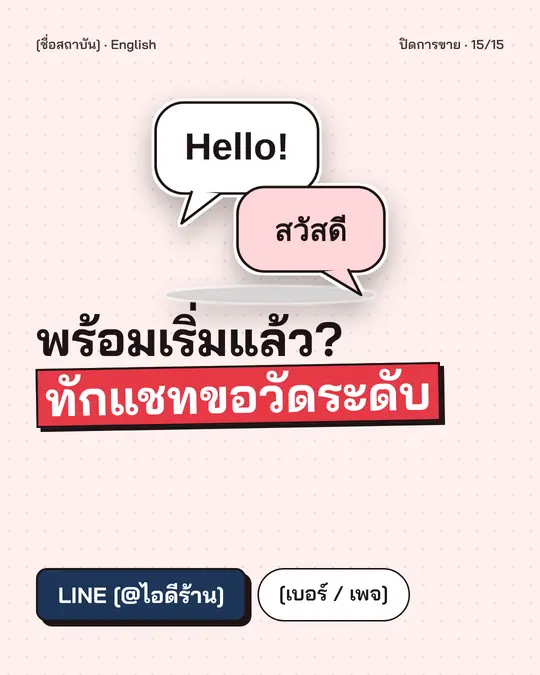 (ชื่อสถาบัน) · English
ปิดการขาย · 15/15
Hello!
สวัสดี
พร้อมเริ่มแล้ว?
ทักแชทขอวัดระดับ
LINE (@ไอดีร้าน)
(เบอร์ / เพจ)